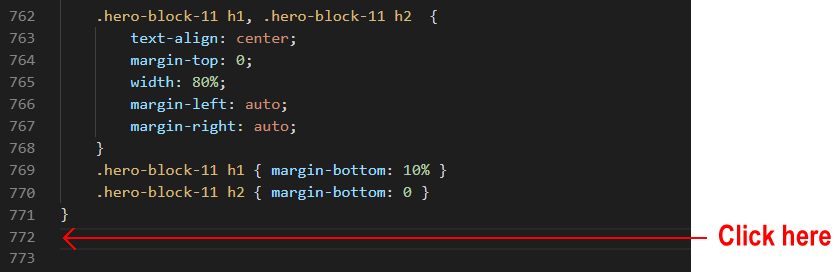 762 .hero-block-11 h1, .hero-block-11 h2 {
763 text-align: center;
764 margin-top: 0;
765 width: 80%;
766 margin-left: auto;
767 margin-right: auto;
768 }
769 .hero-block-11 h1 { margin-bottom: 10% }
770 .hero-block-11 h2 { margin-bottom: 0 }
771 }
772 Click here
773